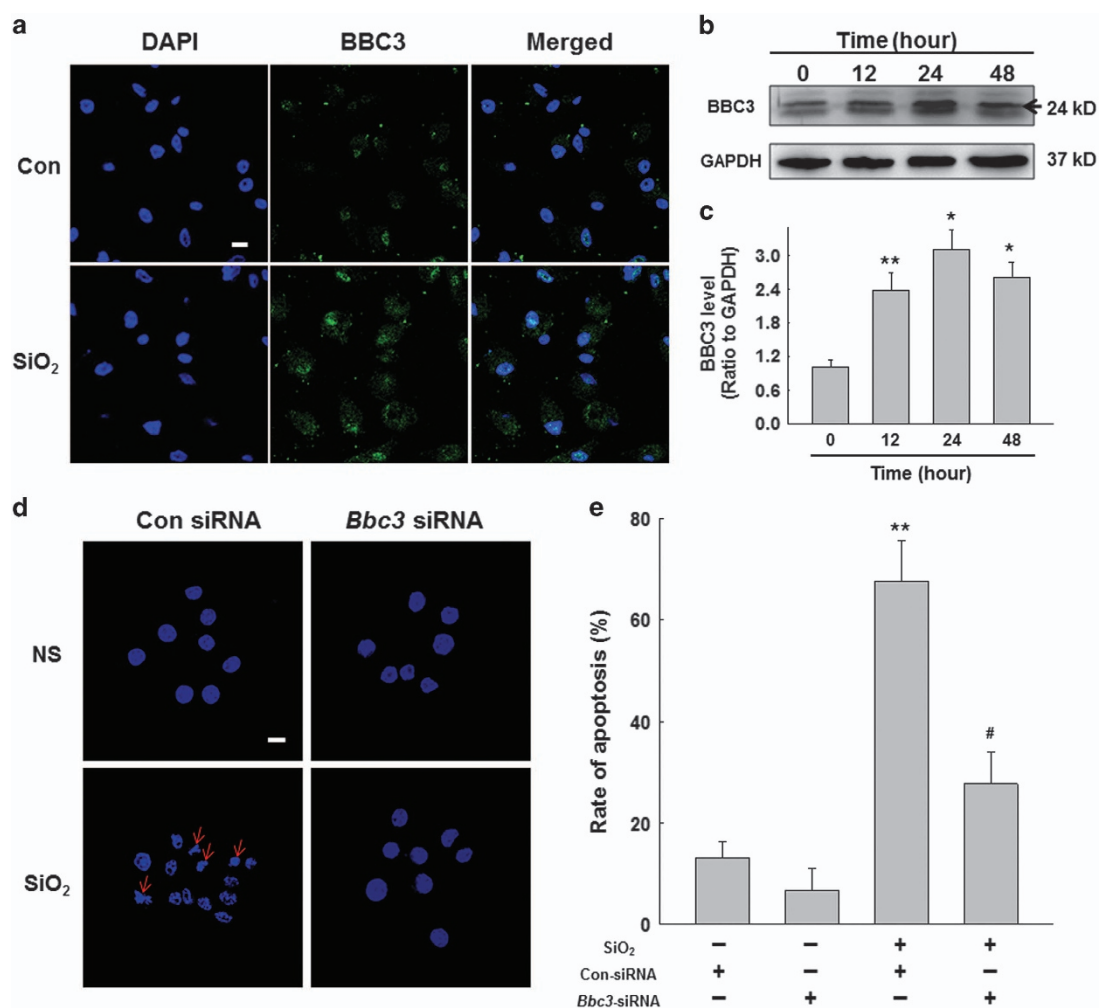 a
DAPI BBC3 Merged
Con
SiO₂
b
Time (hour)
0 12 24 48
BBC3 24 kD
GAPDH 37 kD
c
BBC3 level
(Ratio to GAPDH)
3.0
2.4
1.8
1.2
0.6
0.0
** * *
0 12 24 48
Time (hour)
d
Con siRNA Bbc3 siRNA
NS
SiO₂
e
Rate of apoptosis (%)
80
60
40
20
0
**
#
SiO₂ – – + +
Con-siRNA + – + –
Bbc3-siRNA – + – +